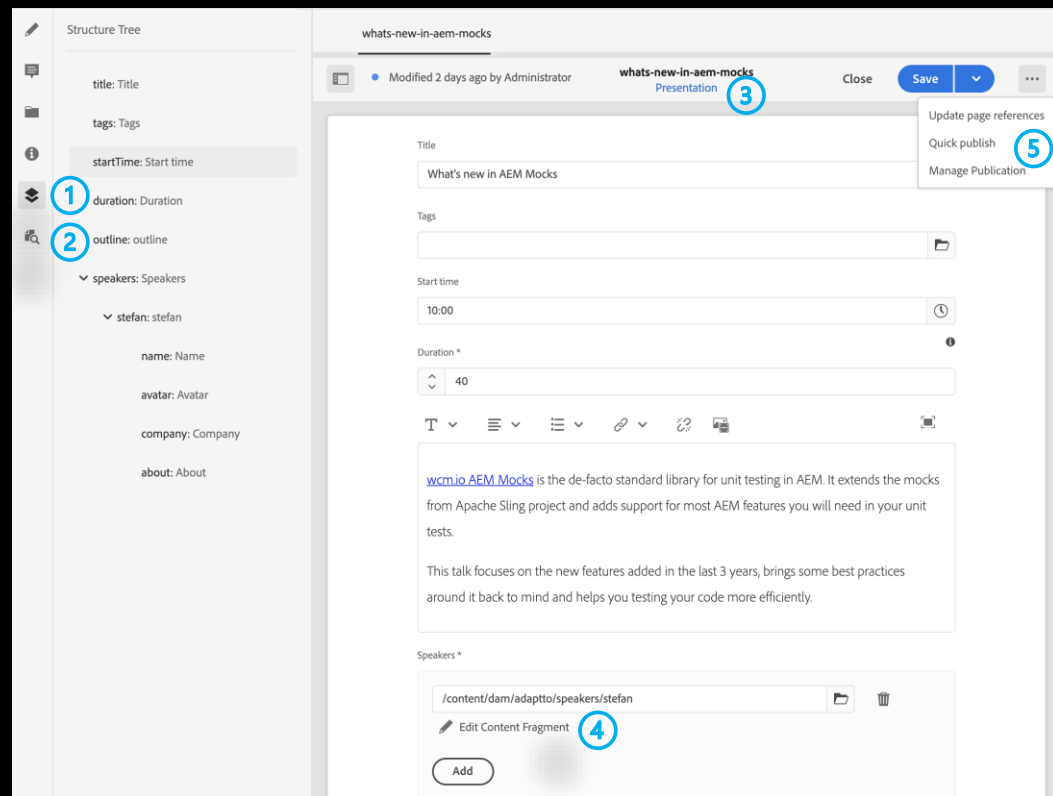 Structure Tree
title: Title
tags: Tags
startTime: Start time
1
duration: Duration
2
outline: outline
speakers: Speakers
stefan: stefan
name: Name
avatar: Avatar
company: Company
about: About
whats-new-in-aem-mocks
Modified 2 days ago by Administrator
whats-new-in-aem-mocks
Presentation
3
Close
Save
Update page references
Quick publish
5
Manage Publication
Title
What's new in AEM Mocks
Tags
Start time
10:00
Duration *
40
T
wcm.io AEM Mocks is the de-facto standard library for unit testing in AEM. It extends the mocks
from Apache Sling project and adds support for most AEM features you will need in your unit
tests.
This talk focuses on the new features added in the last 3 years, brings some best practices
around it back to mind and helps you testing your code more efficiently.
Speakers *
/content/dam/adaptto/speakers/stefan
Edit Content Fragment
4
Add